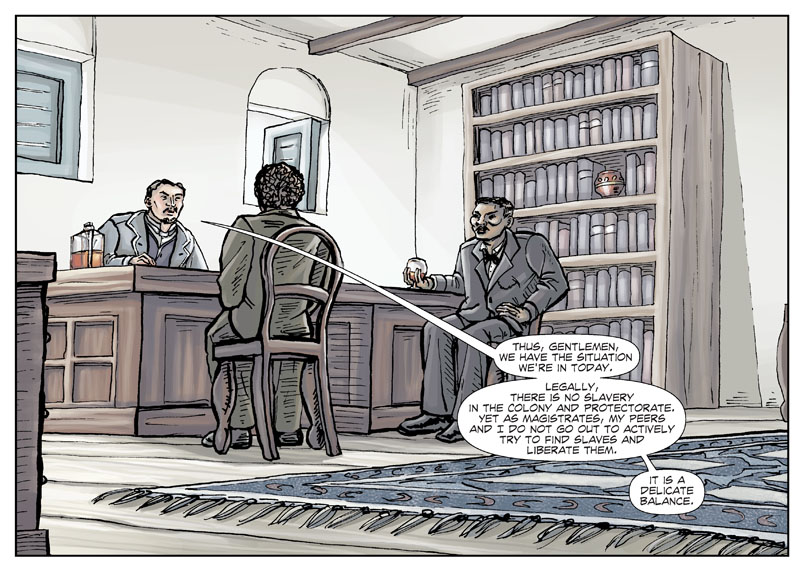 THUS, GENTLEMEN,
WE HAVE THE SITUATION
WE'RE IN TODAY.
LEGALLY,
THERE IS NO SLAVERY
IN THE COLONY AND PROTECTORATE.
YET AS MAGISTRATES, MY PEERS
AND I DO NOT GO OUT TO ACTIVELY
TRY TO FIND SLAVES AND
LIBERATE THEM.
IT IS A
DELICATE
BALANCE.